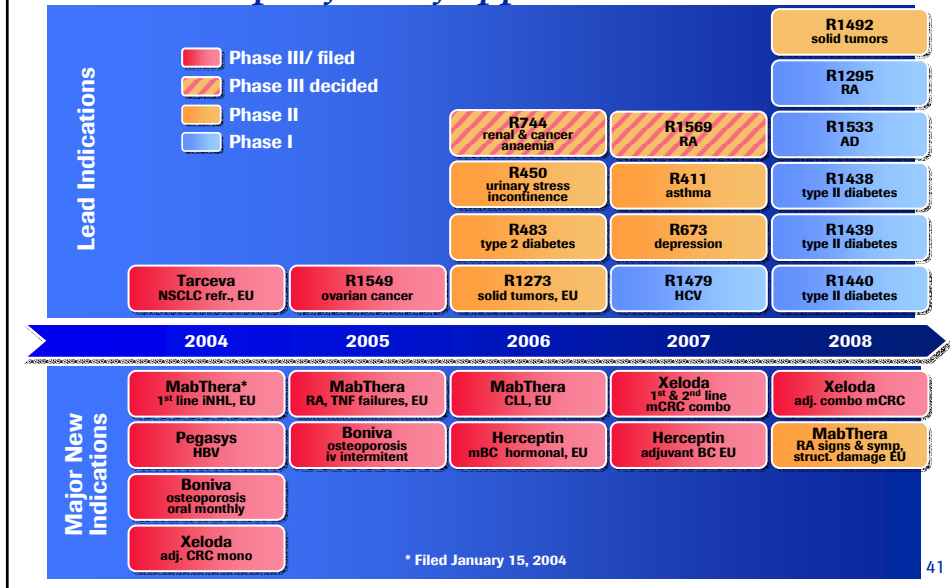 Phase III/ filed
Phase III decided
Phase II
Phase I
Lead Indications
R1492
solid tumors
R1295
RA
R744
renal & cancer
anaemia
R1569
RA
R1533
AD
R450
urinary stress
incontinence
R411
asthma
R1438
type II diabetes
R483
type 2 diabetes
R673
depression
R1439
type II diabetes
Tarceva
NSCLC refr., EU
R1549
ovarian cancer
R1273
solid tumors, EU
R1479
HCV
R1440
type II diabetes
2004
2005
2006
2007
2008
Major New
Indications
MabThera*
1st line iNHL, EU
MabThera
RA, TNF failures, EU
MabThera
CLL, EU
Xeloda
1st & 2nd line
mCRC combo
Xeloda
adj. combo mCRC
Pegasys
HBV
Boniva
osteoporosis
iv intermitent
Herceptin
mBC hormonal, EU
Herceptin
adjuvant BC EU
MabThera
RA signs & symp,
struct. damage EU
Boniva
osteoporosis
oral monthly
Xeloda
adj. CRC mono
* Filed January 15, 2004
41